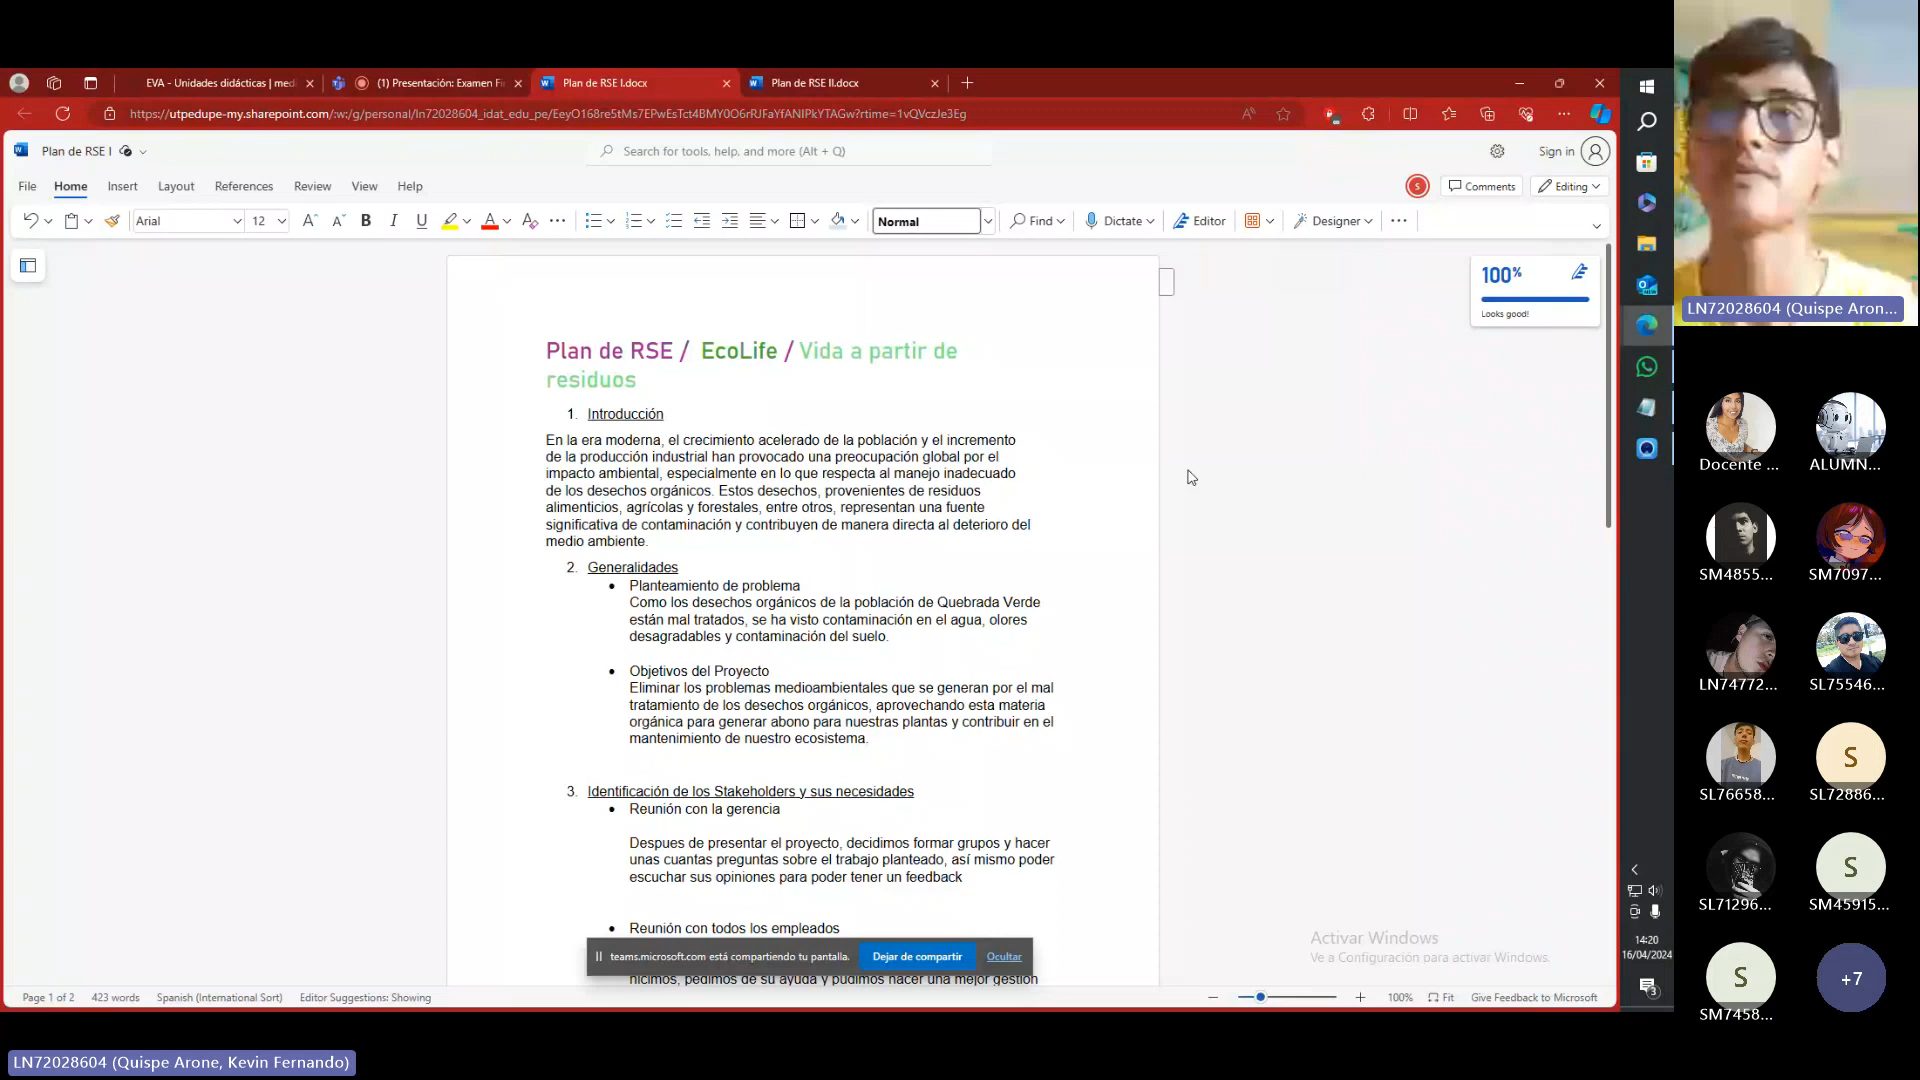 EVA - Unidades didácticas | med
(1) Presentación: Examen Fi
Plan de RSE I.docx
Plan de RSE II.docx
https://utpedupe-my.sharepoint.com/:w:/g/personal/ln72028604_idat_edu_pe/EeyO168re5tMs7EPwEsTct4BMY0O6rRJFaYfANIPkYTAGw?rtime=1vQVczJe3Eg
Plan de RSE I
Search for tools, help, and more (Alt + Q)
Sign in
File Home Insert Layout References Review View Help
S
Comments
Editing
Arial
12
Normal
Find
Dictate
Editor
Designer
100%
Looks good!
Plan de RSE / EcoLife / Vida a partir de
residuos
1. Introducción
En la era moderna, el crecimiento acelerado de la población y el incremento
de la producción industrial han provocado una preocupación global por el
impacto ambiental, especialmente en lo que respecta al manejo inadecuado
de los desechos orgánicos. Estos desechos, provenientes de residuos
alimenticios, agrícolas y forestales, entre otros, representan una fuente
significativa de contaminación y contribuyen de manera directa al deterioro del
medio ambiente.
2. Generalidades
• Planteamiento de problema
Como los desechos orgánicos de la población de Quebrada Verde
están mal tratados, se ha visto contaminación en el agua, olores
desagradables y contaminación del suelo.
• Objetivos del Proyecto
Eliminar los problemas medioambientales que se generan por el mal
tratamiento de los desechos orgánicos, aprovechando esta materia
orgánica para generar abono para nuestras plantas y contribuir en el
mantenimiento de nuestro ecosistema.
3. Identificación de los Stakeholders y sus necesidades
• Reunión con la gerencia
Despues de presentar el proyecto, decidimos formar grupos y hacer
unas cuantas preguntas sobre el trabajo planteado, así mismo poder
escuchar sus opiniones para poder tener un feedback
• Reunión con todos los empleados
teams.microsoft.com está compartiendo tu pantalla.
Dejar de compartir
Ocultar
hicimos, pedimos de su ayuda y pudimos hacer una mejor gestión
Activar Windows
Ve a Configuración para activar Windows.
Page 1 of 2
423 words
Spanish (International Sort)
Editor Suggestions: Showing
100%
Fit
Give Feedback to Microsoft
14:20
16/04/2024
3
LN72028604 (Quispe Aron...
Docente ...
ALUMN...
SM4855...
SM7097...
LN74772...
SL75546...
SL76658...
S
SL72886...
SL71296...
S
SM45915...
S
SM7458...
+7
LN72028604 (Quispe Arone, Kevin Fernando)